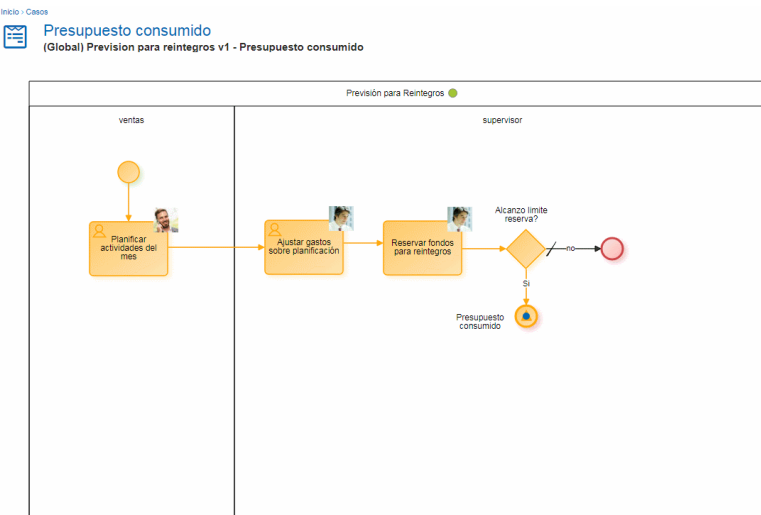 Inicio › Casos
Presupuesto consumido
(Global) Prevision para reintegros v1 - Presupuesto consumido
Previsión para Reintegros
ventas
supervisor
Planificar
actividades del
mes
Ajustar gastos
sobre planificación
Reservar fondos
para reintegros
Alcanzo limite
reserva?
no
Si
Presupuesto
consumido